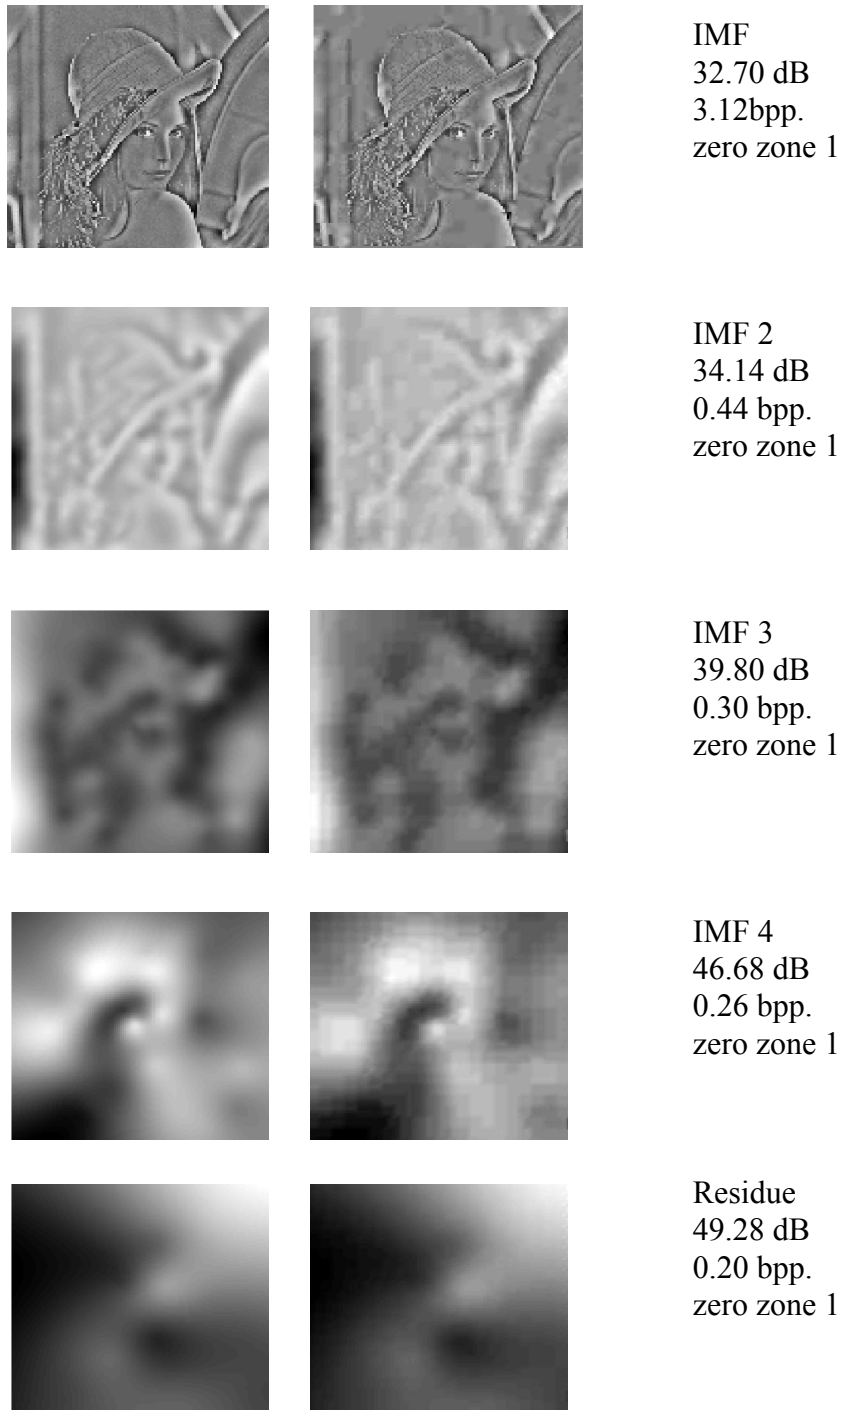 IMF
32.70 dB
3.12bpp.
zero zone 1
IMF 2
34.14 dB
0.44 bpp.
zero zone 1
IMF 3
39.80 dB
0.30 bpp.
zero zone 1
IMF 4
46.68 dB
0.26 bpp.
zero zone 1
Residue
49.28 dB
0.20 bpp.
zero zone 1